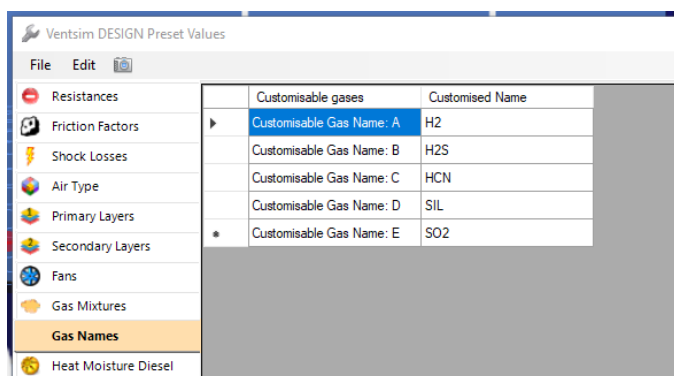 Ventsim DESIGN Preset Values
File Edit
Resistances
Friction Factors
Shock Losses
Air Type
Primary Layers
Secondary Layers
Fans
Gas Mixtures
Gas Names
Heat Moisture Diesel
Customisable gases Customised Name
Customisable Gas Name: A H2
Customisable Gas Name: B H2S
Customisable Gas Name: C HCN
Customisable Gas Name: D SIL
Customisable Gas Name: E SO2